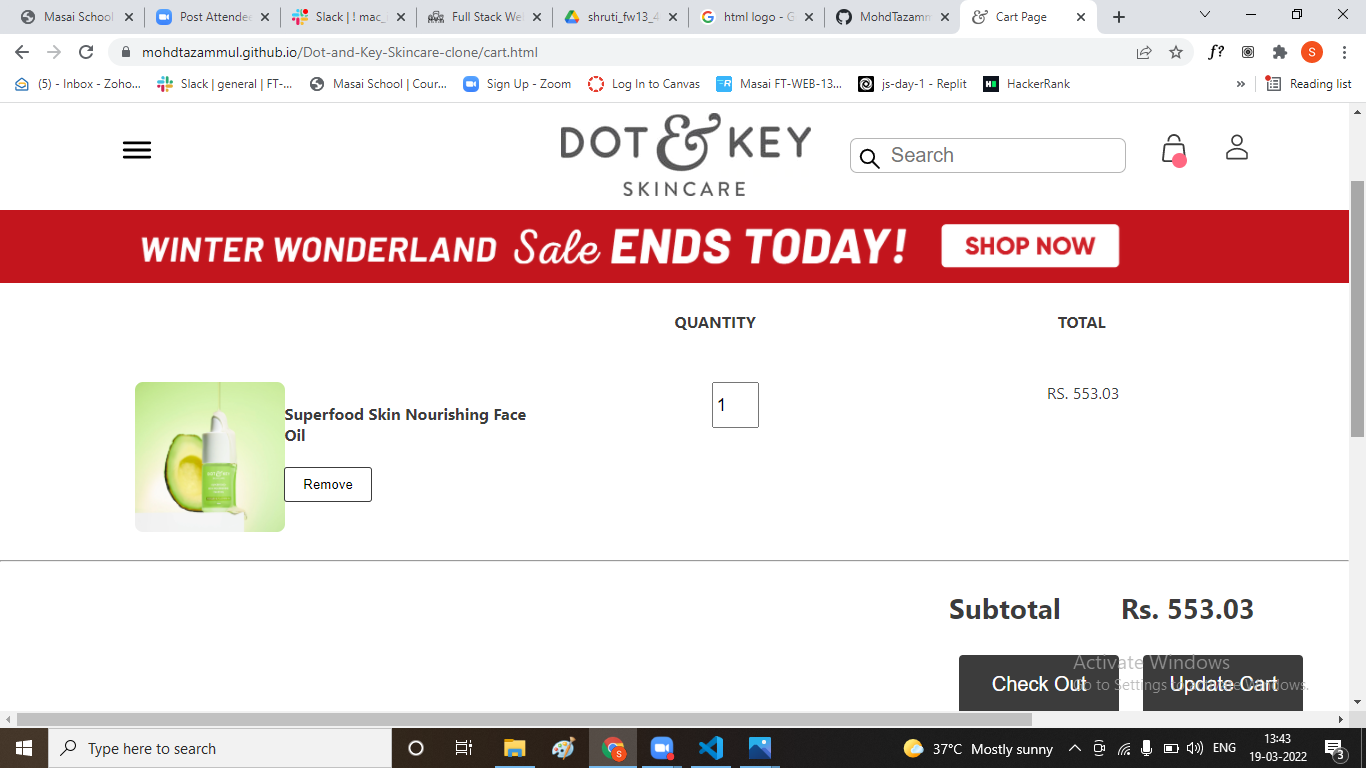 Masai School
Post Attende
Slack | ! mac_
Full Stack We
shruti_fw13_4
html logo - G
MohdTazamm
Cart Page
mohdtazammul.github.io/Dot-and-Key-Skincare-clone/cart.html
f?
S
(5) - Inbox - Zoho...
Slack | general | FT-...
Masai School | Cour...
Sign Up - Zoom
Log In to Canvas
Masai FT-WEB-13...
js-day-1 - Replit
HackerRank
»
Reading list
DOT & KEY
SKINCARE
Search
WINTER WONDERLAND Sale ENDS TODAY! SHOP NOW
QUANTITY TOTAL
Superfood Skin Nourishing Face
Oil
1
RS. 553.03
Remove
Subtotal Rs. 553.03
Check Out
Update Cart
Activate Windows
Go to Settings to activate Windows.
Type here to search
37°C Mostly sunny
ENG
13:43
19-03-2022
3